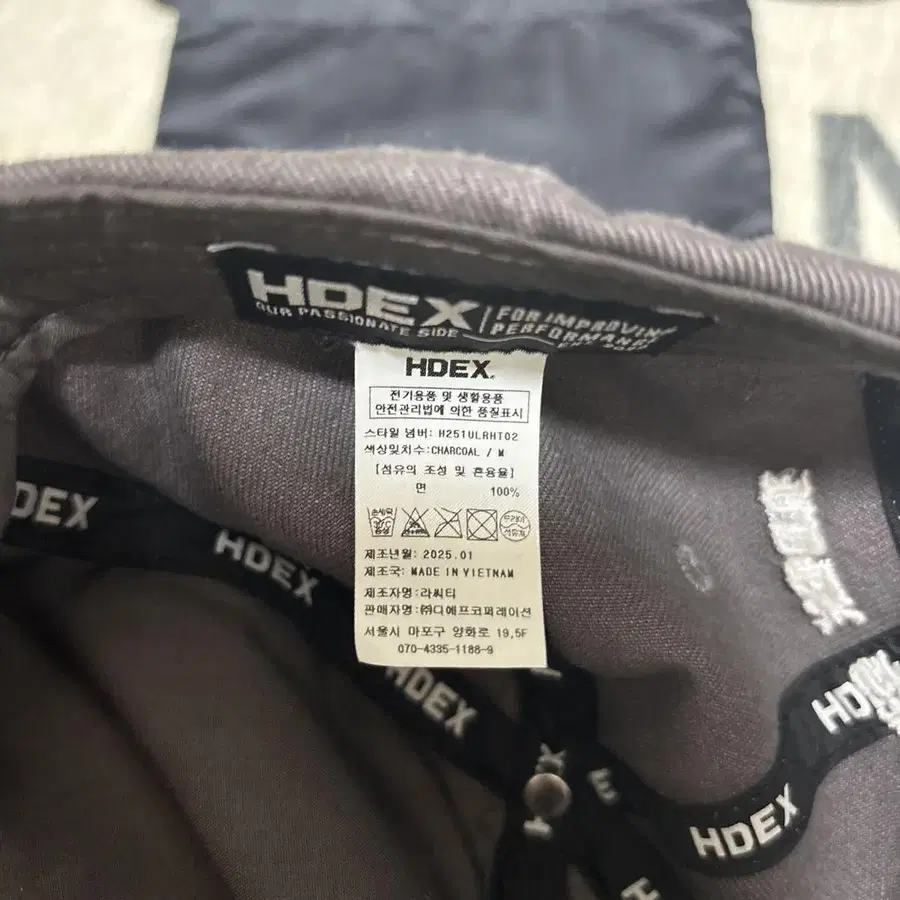 N
HDEX
OUR PASSIONATE SIDE
FOR IMPROVING
PERFORMANCE
HDEX.
전기용품 및 생활용품
안전관리법에 의한 품질표시
스타일 넘버: H251ULRHT02
색상및치수:CHARCOAL / M
[섬유의 조성 및 혼용율]
면 100%
제조년월: 2025.01
제조국: MADE IN VIETNAM
제조자명: 라씨티
판매자명: ㈜디에프코퍼레이션
서울시 마포구 양화로 19,5F
070-4335-1188~9
DEX
HDEX
HDEX
HD
HDEX